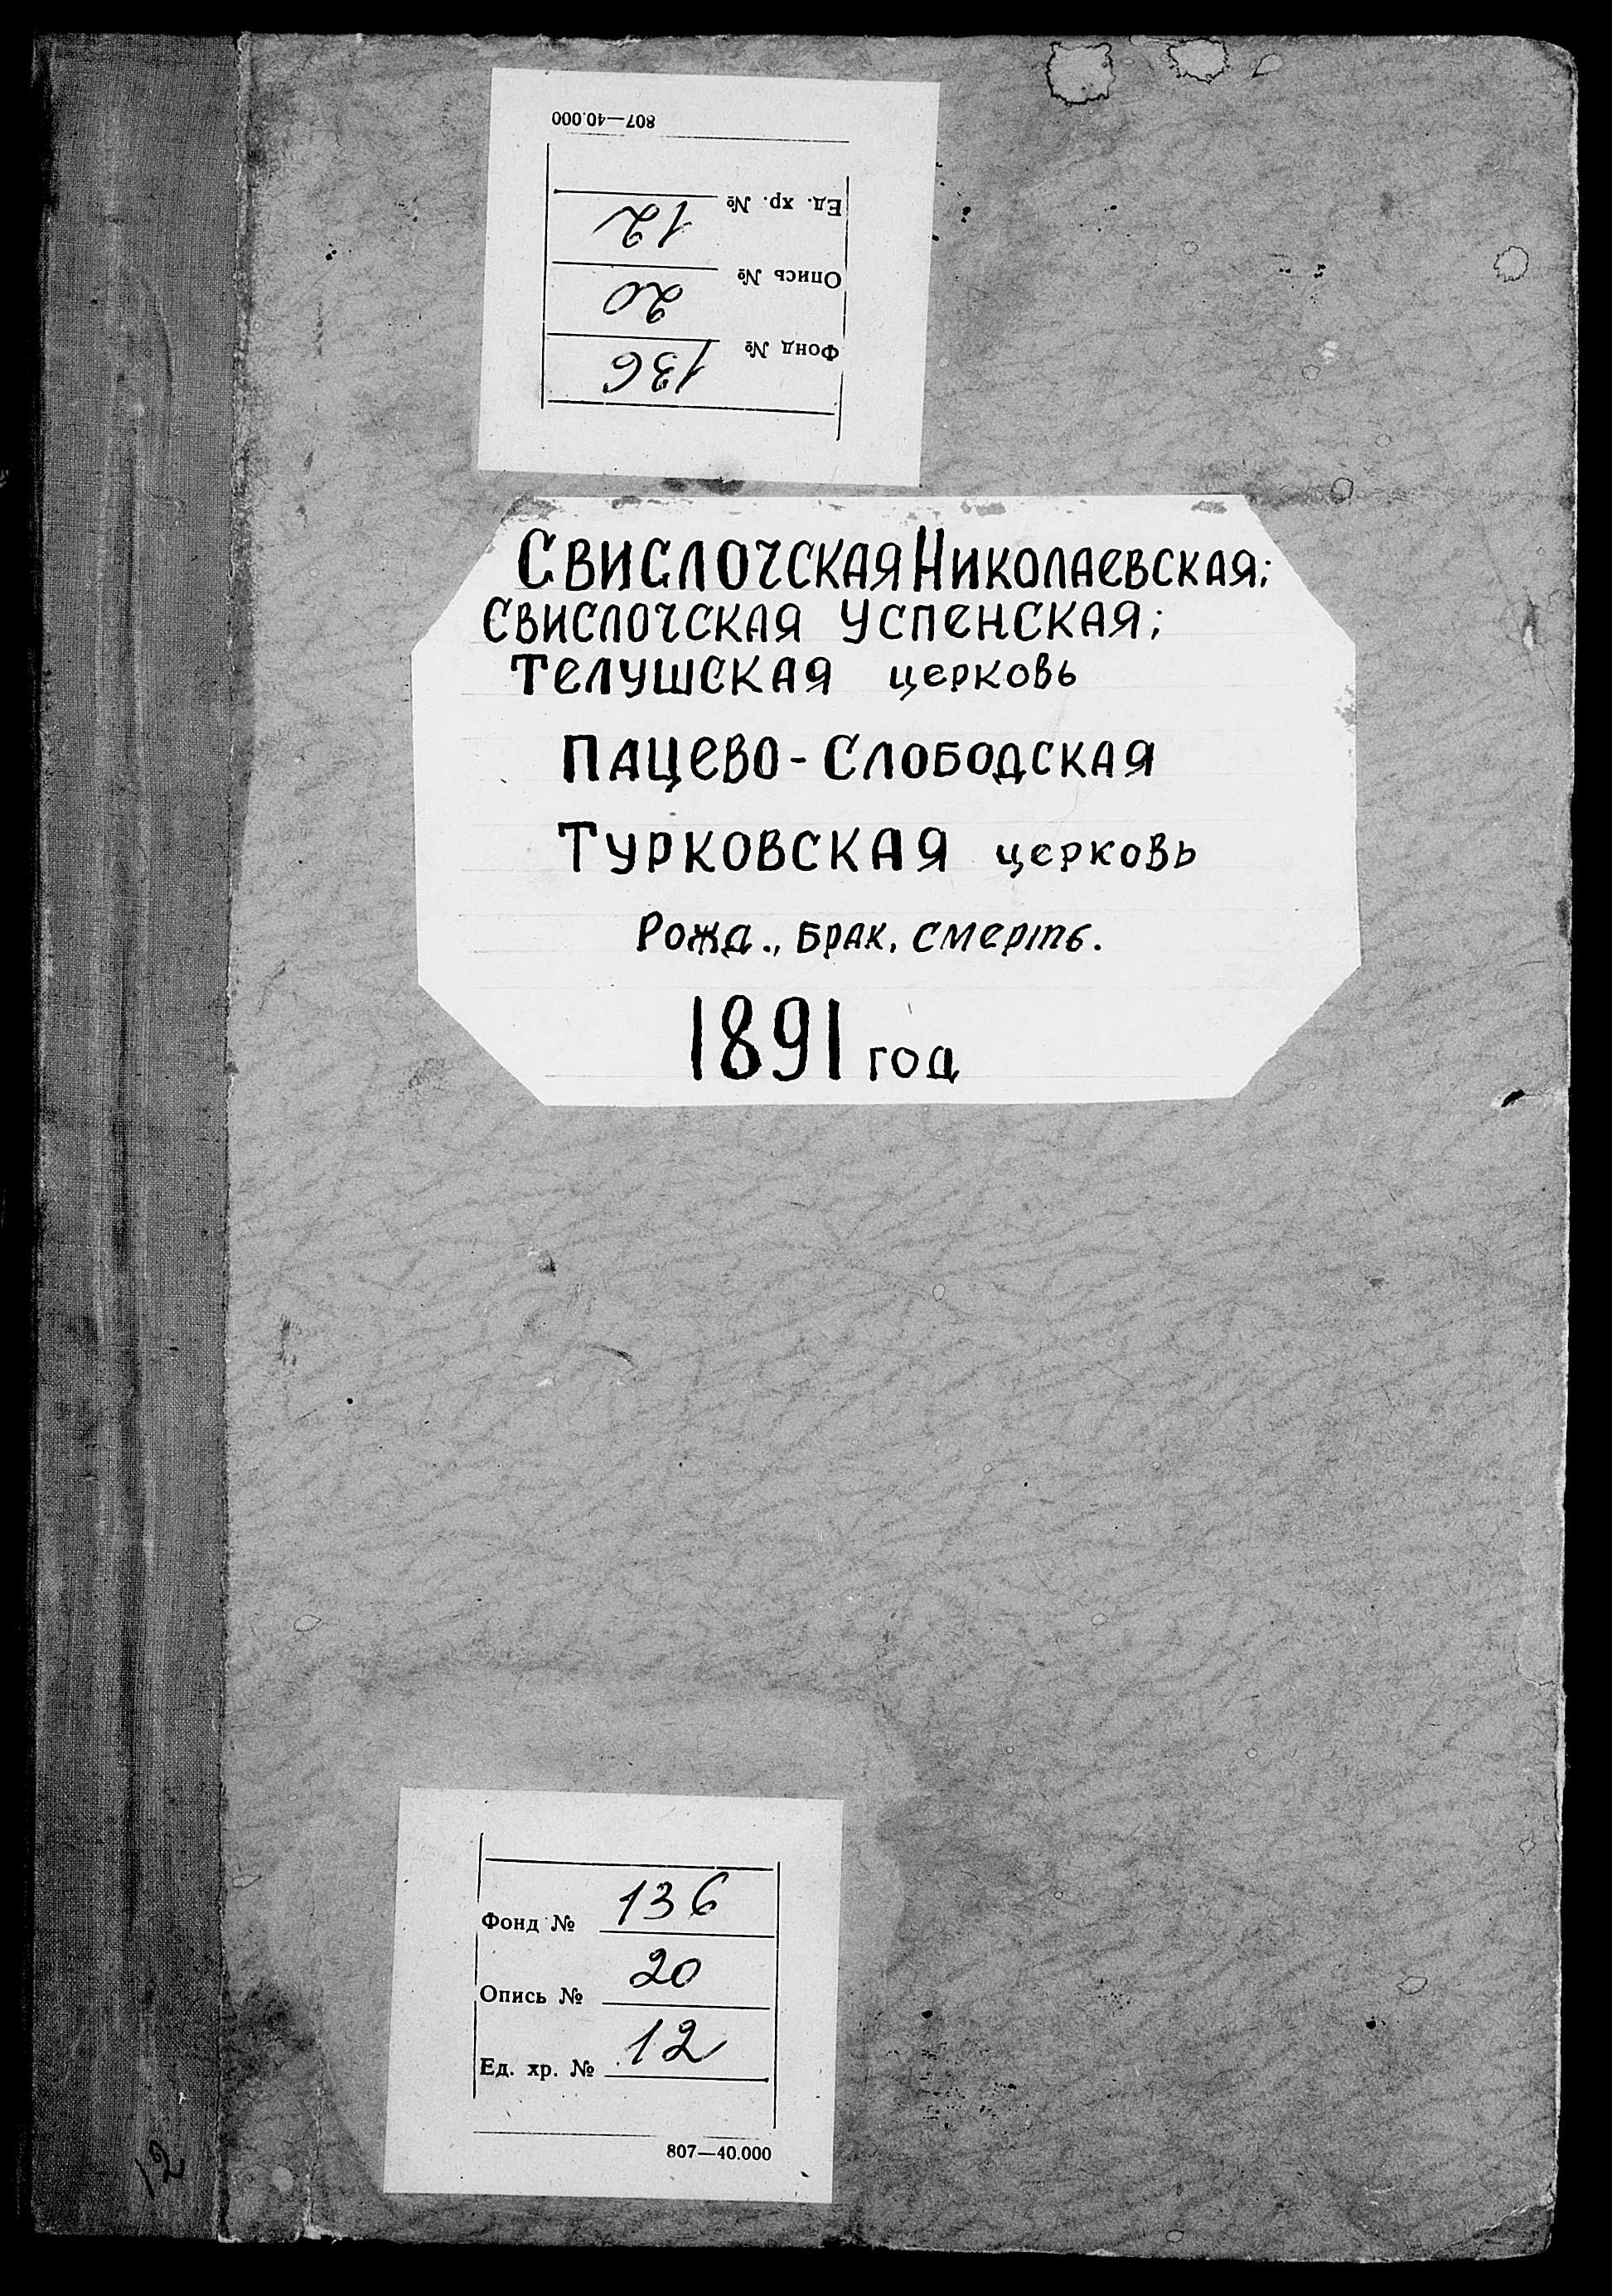 807—40.000
Ед. хр. № 12
Опись № 20
Фонд № 136
Свислочская Николаевская;
Свислочская Успенская;
Телушская церковь
Пацево-Слободская
Турковская церковь
Рожд., брак, смерть.
1891 год
Фонд № 136
Опись № 20
Ед. хр. № 12
807—40.000
12